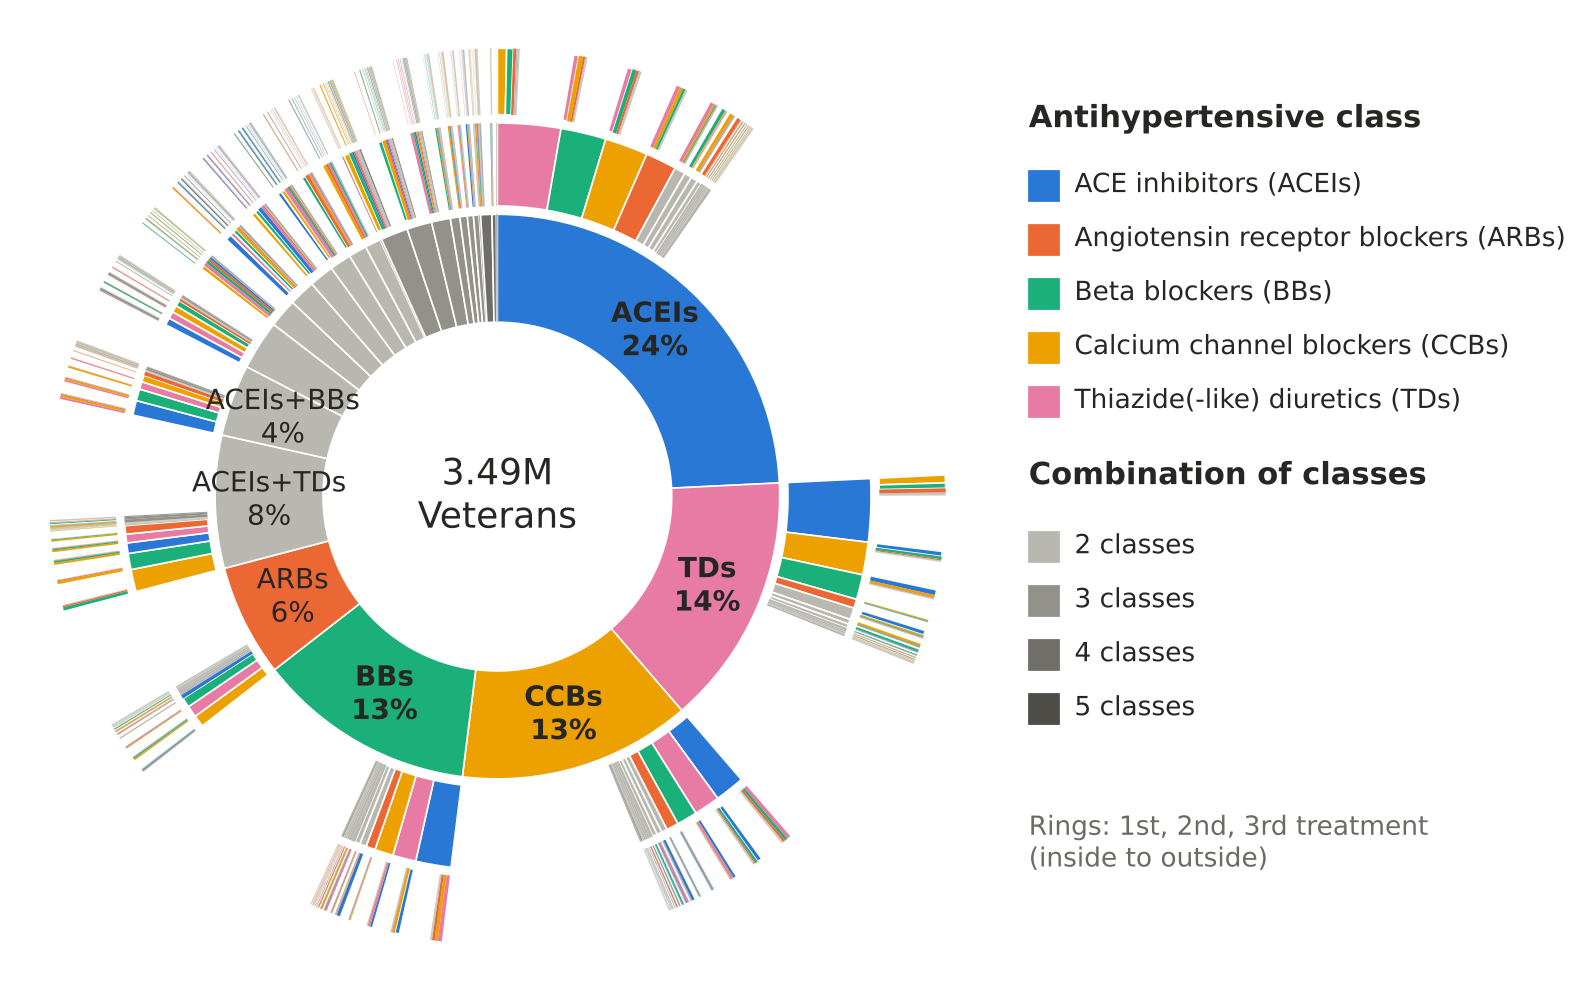 ACEIs
24%
ACEIs+BBs
4%
3.49M
Veterans
ACEIs+TDs
8%
ARBs
6%
TDs
14%
BBs
13%
CCBs
13%
Antihypertensive class
ACE inhibitors (ACEIs)
Angiotensin receptor blockers (ARBs)
Beta blockers (BBs)
Calcium channel blockers (CCBs)
Thiazide(-like) diuretics (TDs)
Combination of classes
2 classes
3 classes
4 classes
5 classes
Rings: 1st, 2nd, 3rd treatment
(inside to outside)